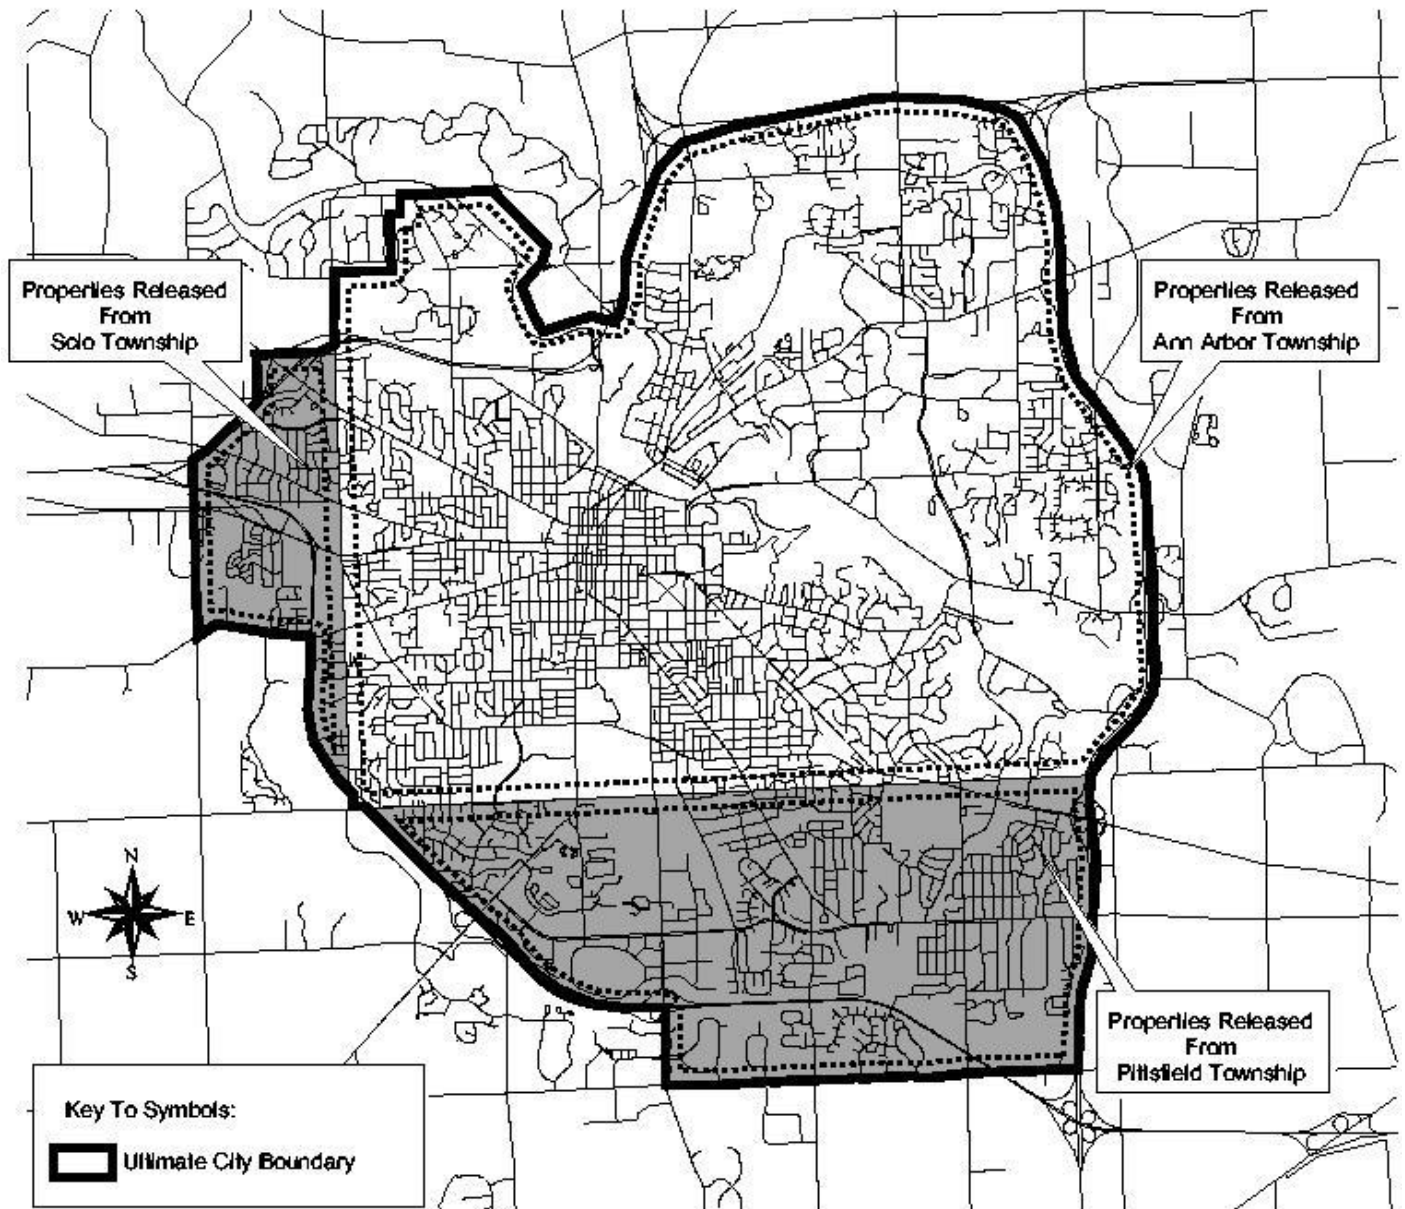 Properties Released
From
Scio Township
Properties Released
From
Ann Arbor Township
N
W
E
S
Properties Released
From
Pittsfield Township
Key To Symbols:
Ultimate City Boundary